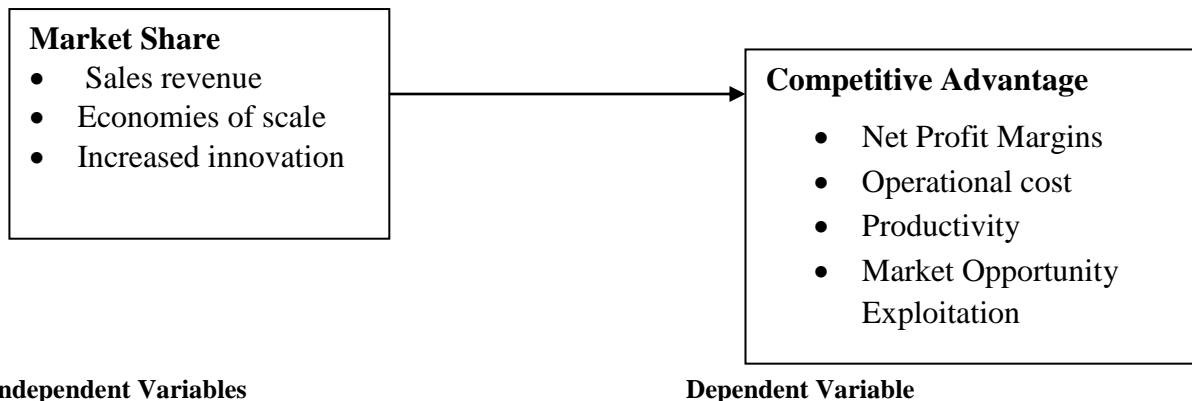 Market Share
• Sales revenue
• Economies of scale
• Increased innovation
Competitive Advantage
• Net Profit Margins
• Operational cost
• Productivity
• Market Opportunity
Exploitation
ndependent Variables
Dependent Variable